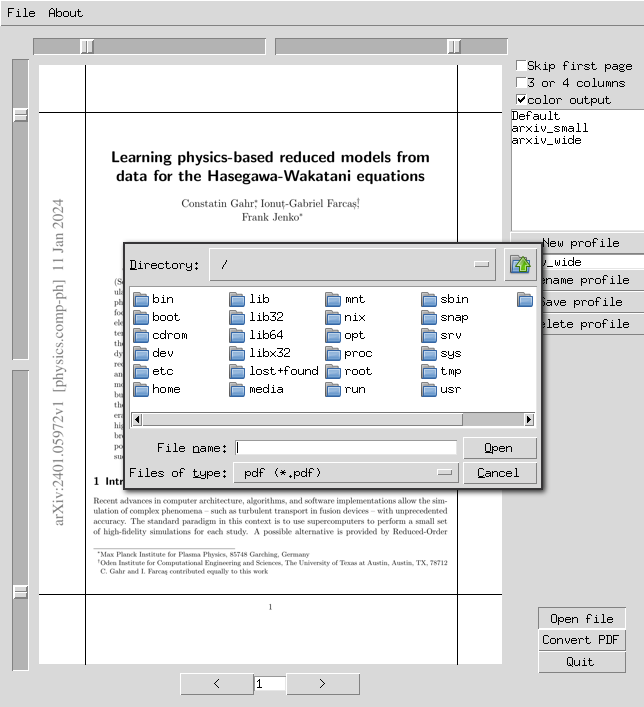 File About
Skip first page
3 or 4 columns
color output
Default
arxiv_small
arxiv_wide
New profile
_wide
ename profile
ave profile
elete profile
arXiv:2401.05972v1 [physics.comp-ph] 11 Jan 2024
Learning physics-based reduced models from
data for the Hasegawa-Wakatani equations
Constatin Gahr* Ionuț-Gabriel Farcaș†
Frank Jenko*
Directory: /
bin lib mnt sbin
boot lib32 nix snap
cdrom lib64 opt srv
dev libx32 proc sys
etc lost+found root tmp
home media run usr
File name: Open
Files of type: pdf (*.pdf) Cancel
1 Intr
Recent advances in computer architecture, algorithms, and software implementations allow the sim-
ulation of complex phenomena – such as turbulent transport in fusion devices – with unprecedented
accuracy. The standard paradigm in this context is to use supercomputers to perform a small set
of high-fidelity simulations for each study. A possible alternative is provided by Reduced-Order
*Max Planck Institute for Plasma Physics, 85748 Garching, Germany
†Oden Institute for Computational Engineering and Sciences, The University of Texas at Austin, Austin, TX, 78712
C. Gahr and I. Farcaș contributed equally to this work
1
Open file
Convert PDF
Quit
< 1 >